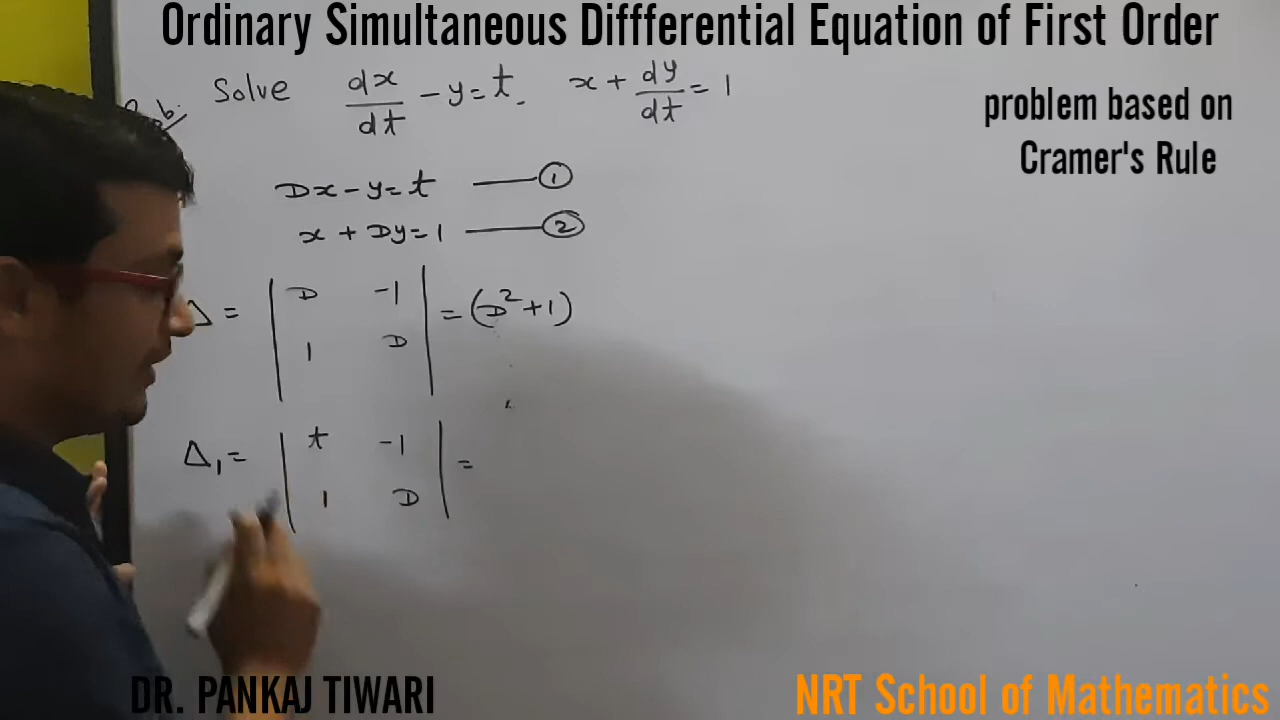 Ordinary Simultaneous Diffferential Equation of First Order
Solve dx/dt - y = t. x + dy/dt = 1
problem based on
Cramer's Rule
Dx - y = t — ①
x + Dy = 1 — ②
Δ = | D -1 | = (D² + 1)
| 1 D |
Δ₁ = | t -1 | =
| 1 D |
DR. PANKAJ TIWARI
NRT School of Mathematics